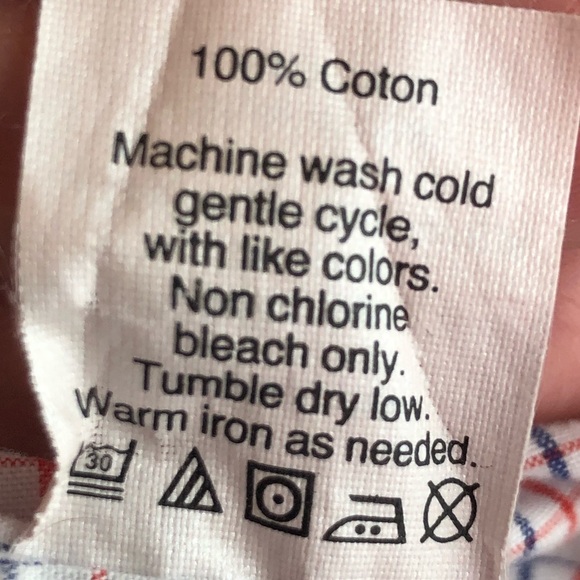 100% Coton
Machine wash cold
gentle cycle,
with like colors.
Non chlorine
bleach only.
Tumble dry low.
Warm iron as needed.
30